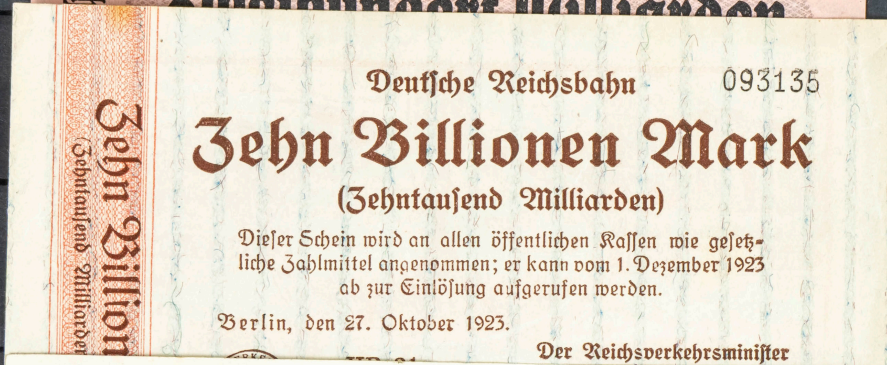 Deutsche Reichsbahn 093135
Zehn Billionen Mark
(Zehntausend Milliarden)
Dieser Schein wird an allen öffentlichen Kassen wie gesetz-
liche Zahlmittel angenommen; er kann vom 1. Dezember 1923
ab zur Einlösung aufgerufen werden.
Berlin, den 27. Oktober 1923.
Der Reichsverkehrsminister
Zehn Billion
(Zehntausend Milliarden